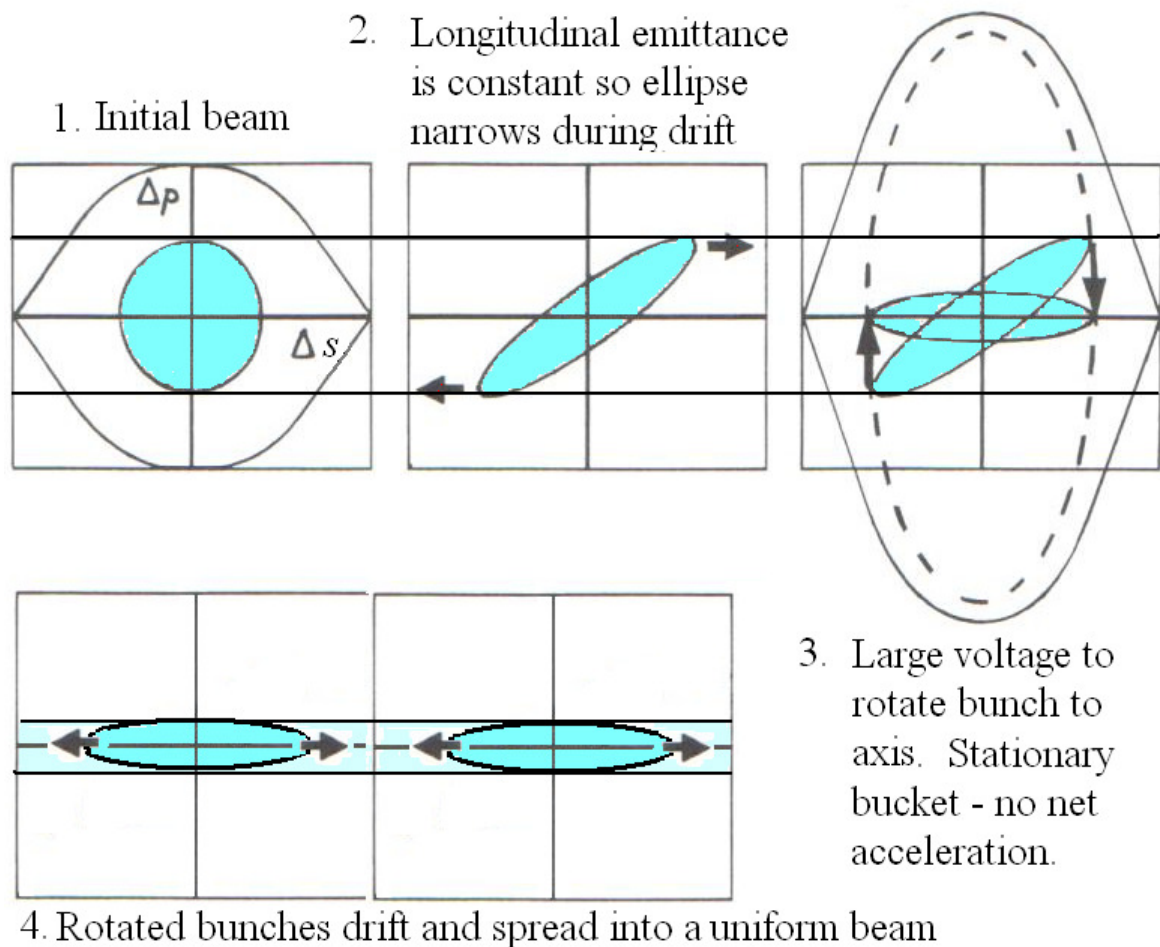 1. Initial beam
2. Longitudinal emittance
is constant so ellipse
narrows during drift
Δp
Δs
3. Large voltage to
rotate bunch to
axis. Stationary
bucket - no net
acceleration.
4. Rotated bunches drift and spread into a uniform beam